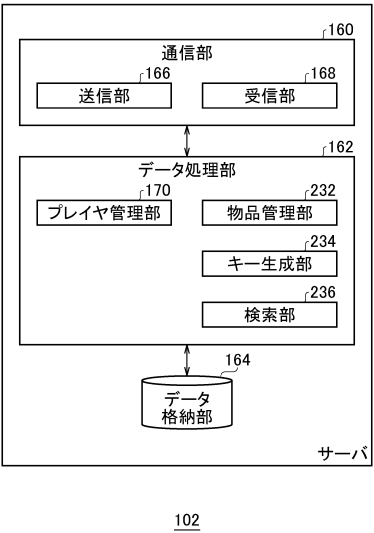 160
通信部
166
168
送信部
受信部
162
データ処理部
170
232
プレイヤ管理部
物品管理部
234
キー生成部
236
検索部
164
データ
格納部
サーバ
102